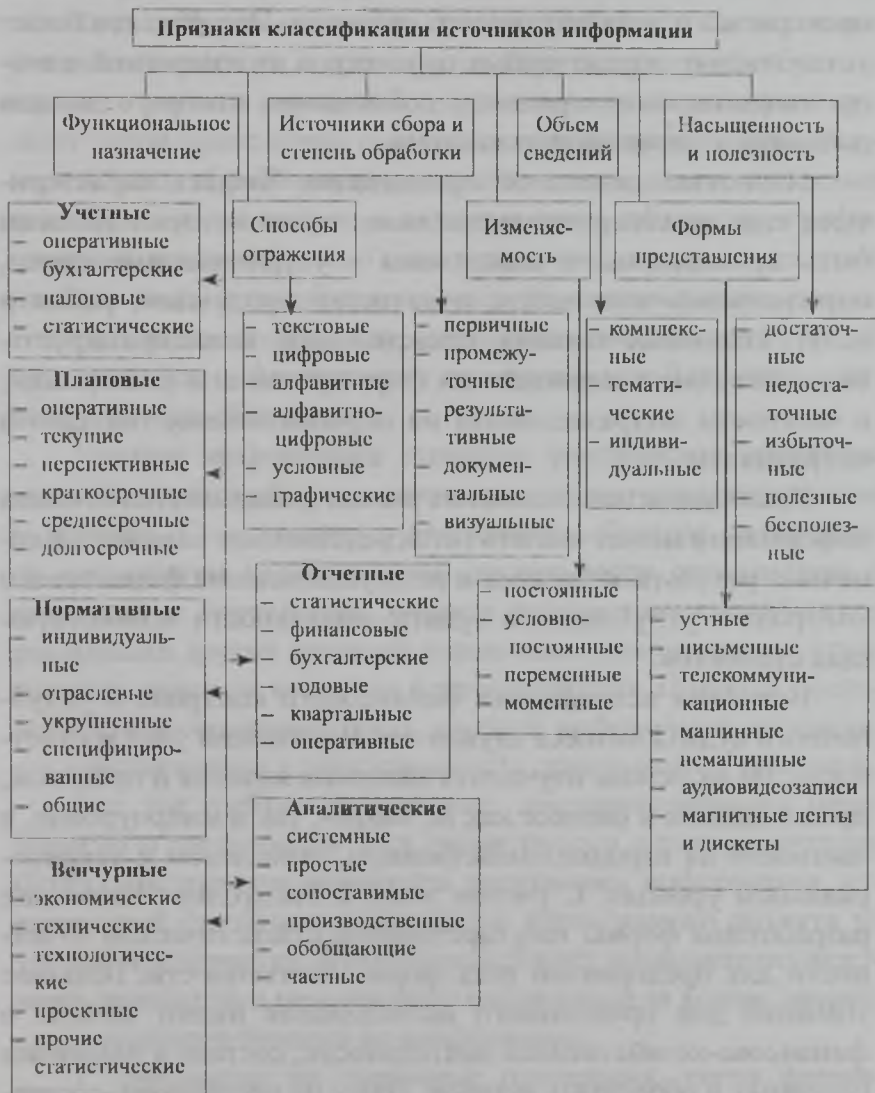 Признаки классификации источников информации
Функциональное
назначение
Источники сбора и
степень обработки
Объем
сведений
Насыщенность
и полезность
Способы
отражения
Изменяе-
мость
Формы
представления
Учетные
– оперативные
– бухгалтерские
– налоговые
– статистические
Плановые
– оперативные
– текущие
– перспективные
– краткосрочные
– среднесрочные
– долгосрочные
Нормативные
– индивидуаль-
ные
– отраслевые
– укрупненные
– специфициро-
ванные
– общие
Венчурные
– экономические
– технические
– технологичес-
кие
– проектные
– прочие
статистические
– текстовые
– цифровые
– алфавитные
– алфавитно-
цифровые
– условные
– графические
– первичные
– промежу-
точные
– результа-
тивные
– докумен-
тальные
– визуальные
– комплекс-
ные
– темати-
ческие
– индиви-
дуальные
– достаточ-
ные
– недоста-
точные
– избыточ-
ные
– полезные
– бесполез-
ные
Отчетные
– статистические
– финансовые
– бухгалтерские
– годовые
– квартальные
– оперативные
Аналитические
– системные
– простые
– сопоставимые
– производственные
– обобщающие
– частные
– постоянные
– условно-
постоянные
– переменные
– моментные
– устные
– письменные
– телекоммуни-
кационные
– машинные
– немашинные
– аудиовидеозаписи
– магнитные ленты
и дискеты